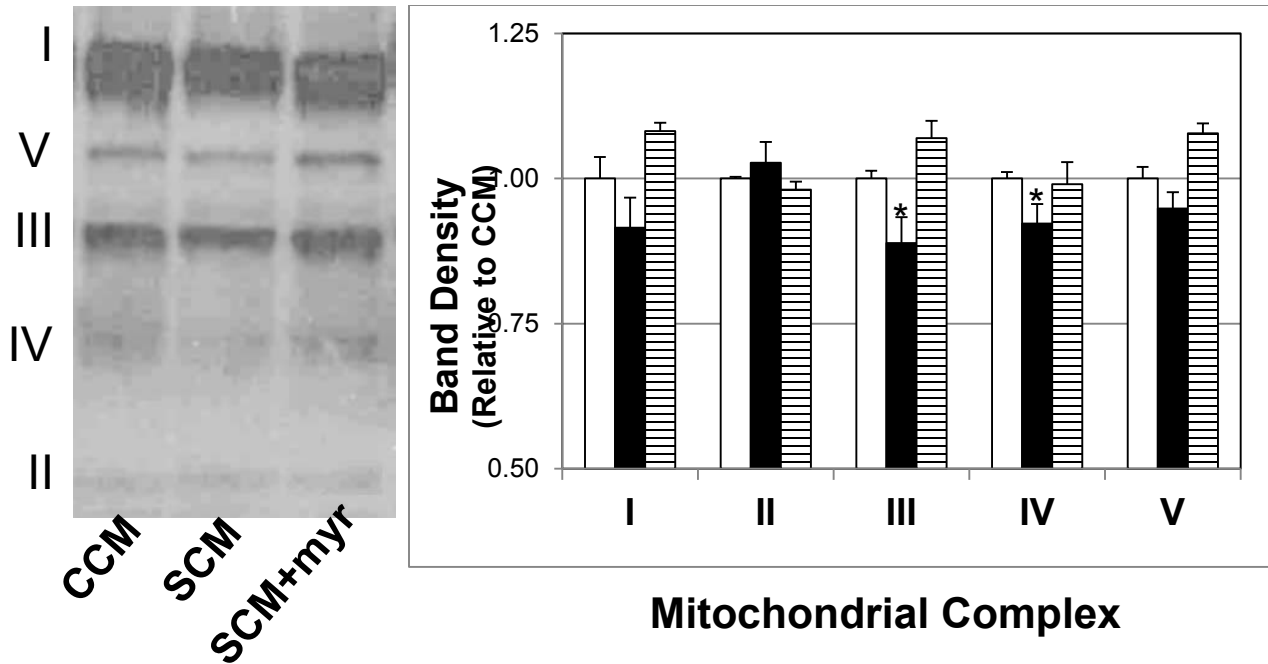 I
V
III
IV
II
CCM
SCM
SCM+myr
Band Density
(Relative to CCM)
1.25
1.00
0.75
0.50
*
*
I
II
III
IV
V
Mitochondrial Complex